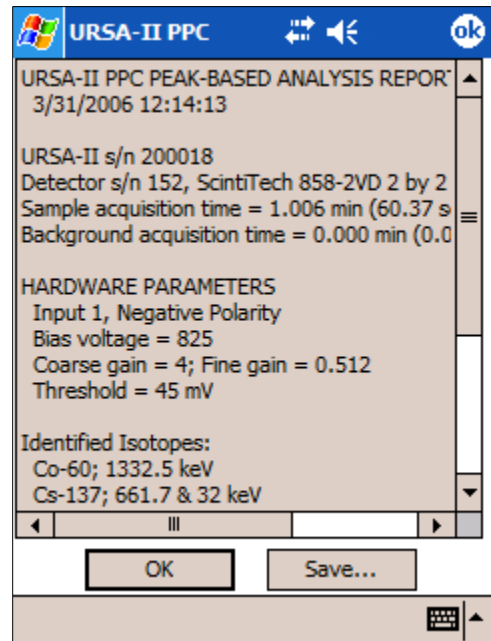 URSA-II PPC
ok
URSA-II PPC PEAK-BASED ANALYSIS REPOR
3/31/2006 12:14:13
URSA-II s/n 200018
Detector s/n 152, ScintiTech 858-2VD 2 by 2
Sample acquisition time = 1.006 min (60.37 s
Background acquisition time = 0.000 min (0.0
HARDWARE PARAMETERS
Input 1, Negative Polarity
Bias voltage = 825
Coarse gain = 4; Fine gain = 0.512
Threshold = 45 mV
Identified Isotopes:
Co-60; 1332.5 keV
Cs-137; 661.7 & 32 keV
OK
Save...